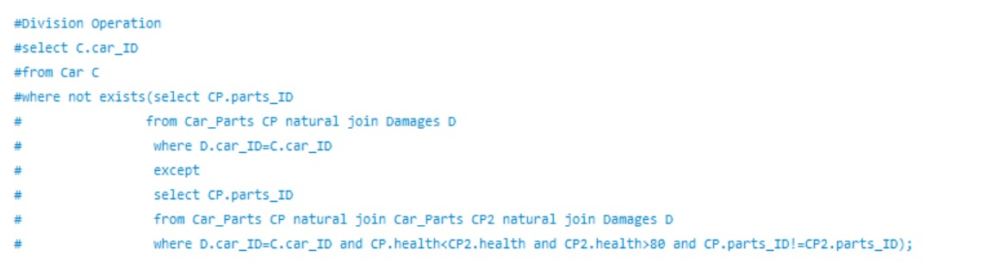 #Division Operation
#select C.car_ID
#from Car C
#where not exists(select CP.parts_ID
#                from Car_Parts CP natural join Damages D
#                 where D.car_ID=C.car_ID
#                 except
#                 select CP.parts_ID
#                 from Car_Parts CP natural join Car_Parts CP2 natural join Damages D
#                 where D.car_ID=C.car_ID and CP.health<CP2.health and CP2.health>80 and CP.parts_ID!=CP2.parts_ID);